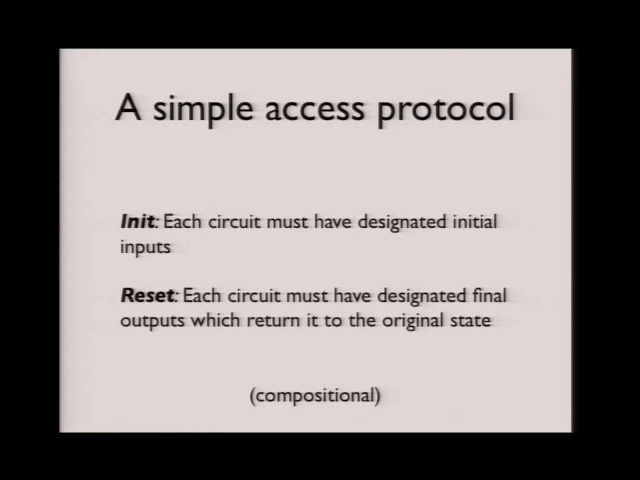 A simple access protocol
Init: Each circuit must have designated initial
inputs
Reset: Each circuit must have designated final
outputs which return it to the original state
(compositional)